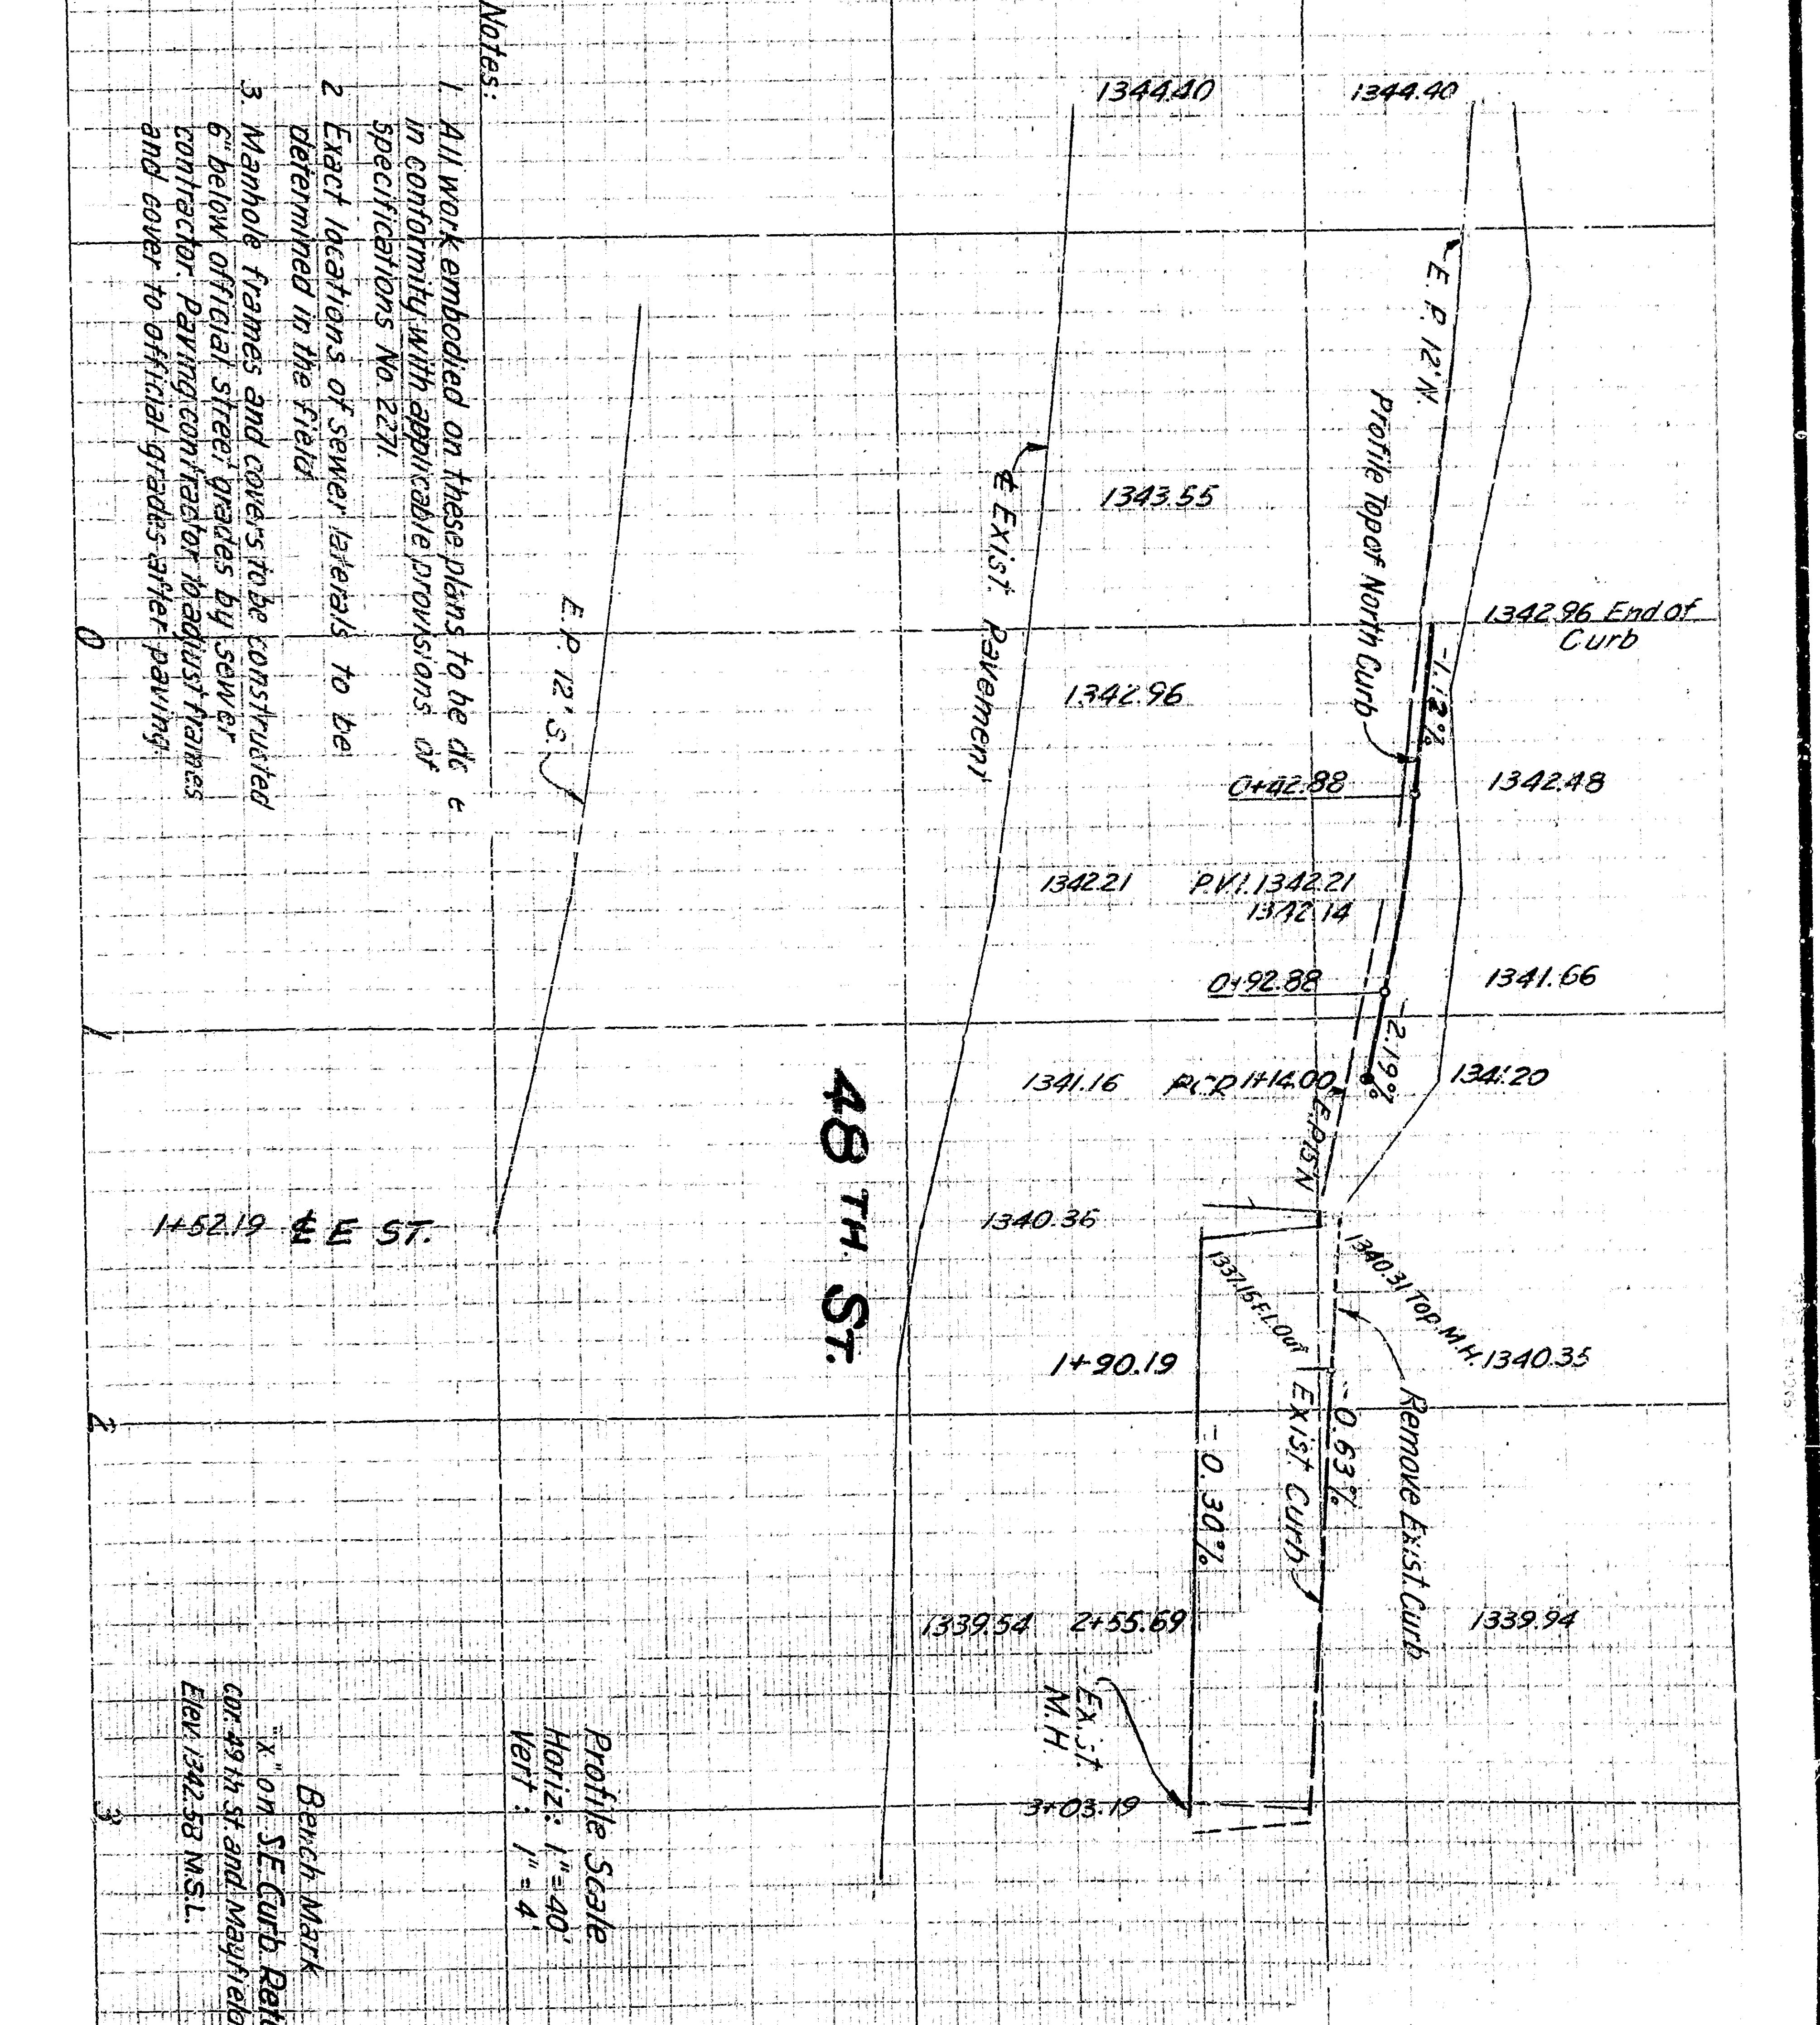 Notes:
1 All work embodied on these plans to be do e
in conformity with applicable provisions of
specifications No. 2271.
2 Exact locations of sewer laterals to be
determined in the field.
3. Manhole frames and covers to be constructed
6" below official street grades by sewer
contractor. Paving contractor to adjust frames
and cover to official grades after paving.
1344.40
1344.40
E.P. 12' N.
Profile Top of North Curb
1343.55
₵ Exist. Pavement
E.P. 12' S.
1342.96 End of
Curb
-1.12%
1342.96
0+42.88
1342.48
1342.21
P.V.I. 1342.21
1342.14
0+92.88
1341.66
-2.19%
1341.16
P.C.R 1+14.00
1341.20
E.P. 15 N
48 TH. ST.
1+52.19 ₵ E ST.
1340.36
1340.31 Top M.H.
1337.15 F.L. Out
1340.35
1+90.19
-0.63%
Exist Curb
Remove Exist. Curb
-0.30%
1339.54
2+55.69
1339.94
Exist.
M.H.
3+03.19
0
1
2
3
Profile Scale
Horiz: 1" = 40'
Vert : 1" = 4'
Bench Mark
"X" on S.E. Curb Retu
cor. 49th st and Mayfield
Elev. 1342.58 M.S.L.